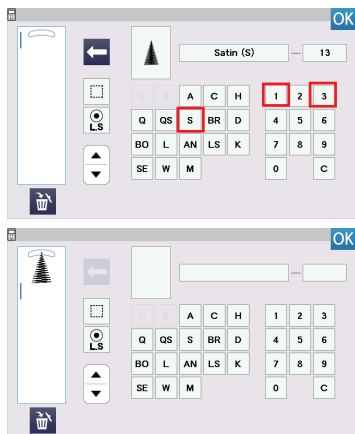 OK
Satin (S) — 13
U B A C H 1 2 3
Q QS S BR D 4 5 6
L.S
BO L AN LS K 7 8 9
SE W M 0 C
OK
—
U B A C H 1 2 3
Q QS S BR D 4 5 6
L.S
BO L AN LS K 7 8 9
SE W M 0 C